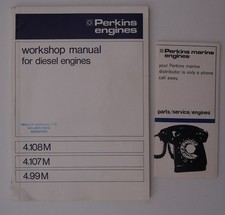 Perkins
engines
workshop manual
for diesel engines
4.108M
4.107M
4.99M
Perkins marine
engines
your Perkins marine
distributor is only a phone
call away
parts/service/engines